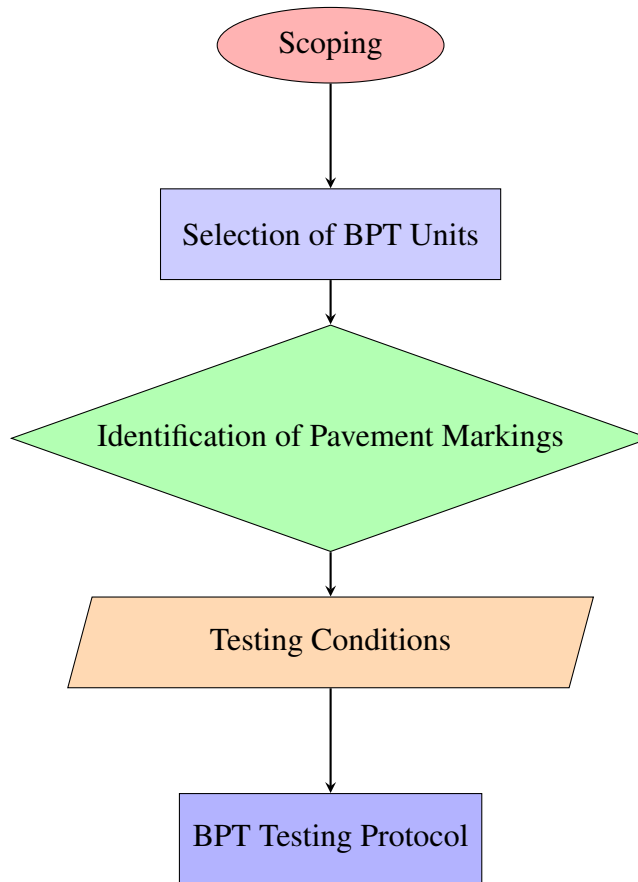 Scoping
Selection of BPT Units
Identification of Pavement Markings
Testing Conditions
BPT Testing Protocol